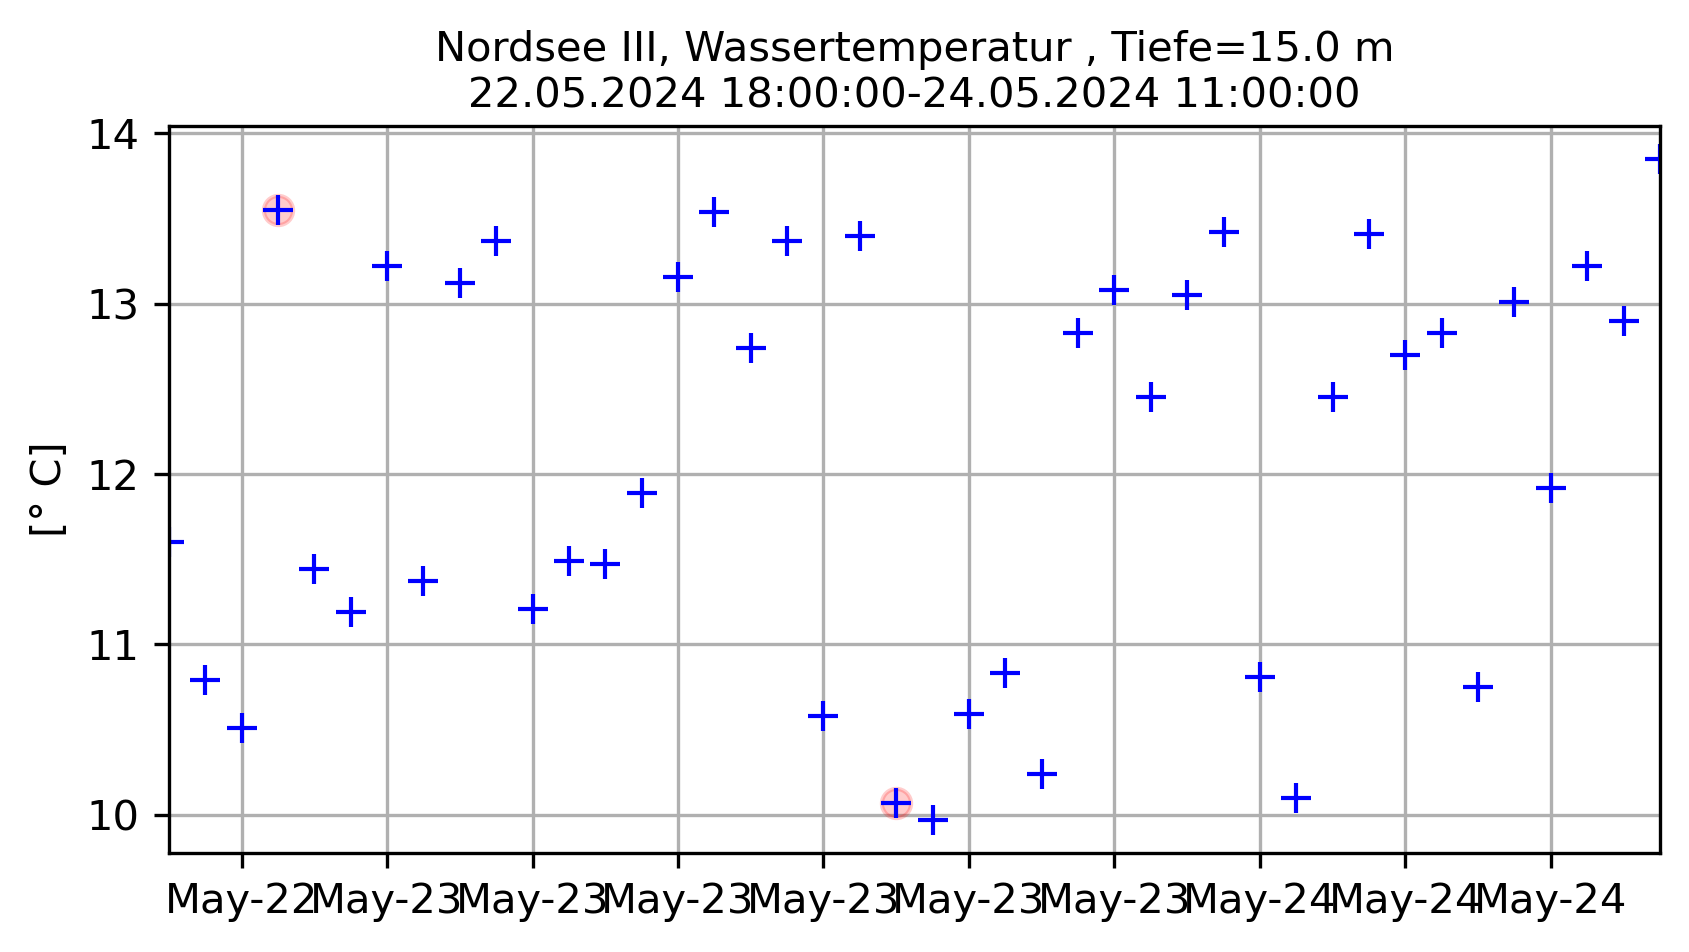 Nordsee III, Wassertemperatur , Tiefe=15.0 m
22.05.2024 18:00:00-24.05.2024 11:00:00
14
13
12
11
10
[° C]
May-22 May-23 May-23 May-23 May-23 May-23 May-23 May-24 May-24 May-24